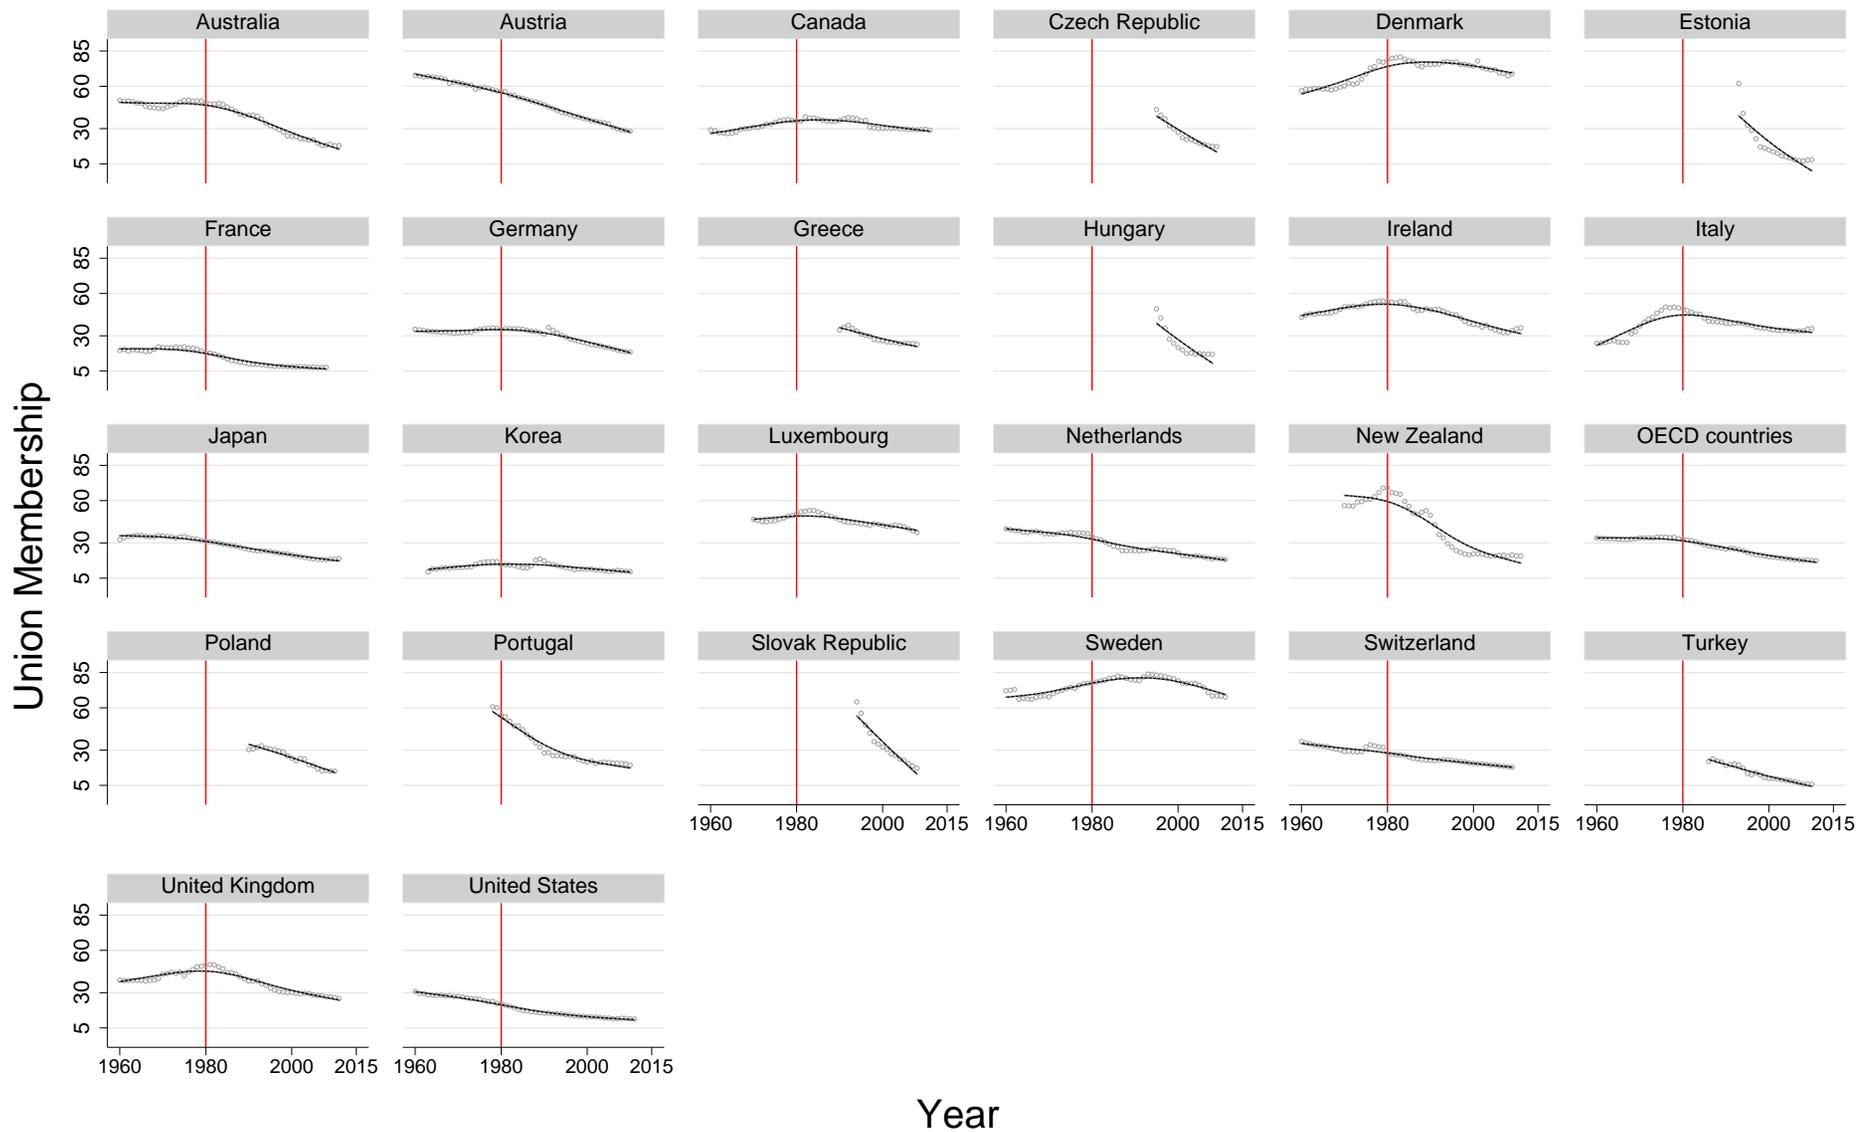 Australia Austria Canada Czech Republic Denmark Estonia
85
60
30
5
France Germany Greece Hungary Ireland Italy
85
60
30
5
Japan Korea Luxembourg Netherlands New Zealand OECD countries
85
60
30
5
Poland Portugal Slovak Republic Sweden Switzerland Turkey
85
60
30
5
1960 1980 2000 2015 1960 1980 2000 2015 1960 1980 2000 2015 1960 1980 2000 2015
United Kingdom United States
85
60
30
5
1960 1980 2000 2015 1960 1980 2000 2015
Union Membership
Year